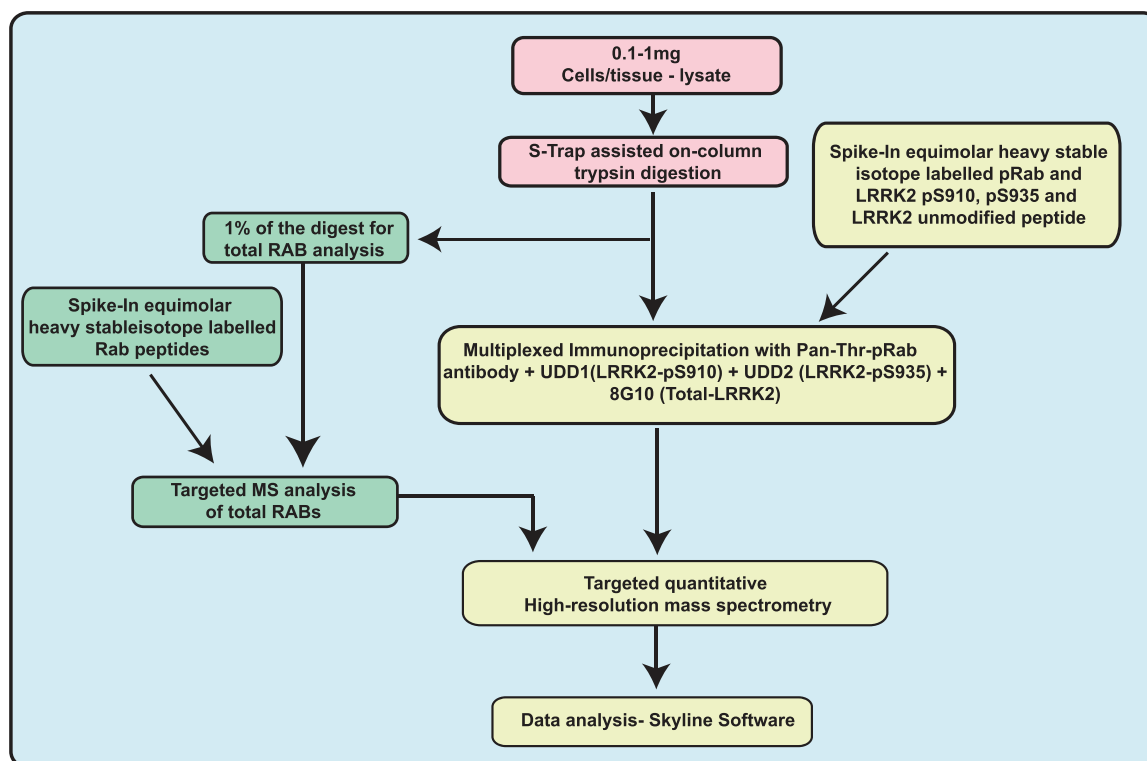 0.1-1mg
Cells/tissue - lysate
S-Trap assisted on-column
trypsin digestion
Spike-In equimolar heavy stable
isotope labelled pRab and
LRRK2 pS910, pS935 and
LRRK2 unmodified peptide
1% of the digest for
total RAB analysis
Spike-In equimolar
heavy stableisotope labelled
Rab peptides
Multiplexed Immunoprecipitation with Pan-Thr-pRab
antibody + UDD1(LRRK2-pS910) + UDD2 (LRRK2-pS935) +
8G10 (Total-LRRK2)
Targeted MS analysis
of total RABs
Targeted quantitative
High-resolution mass spectrometry
Data analysis- Skyline Software